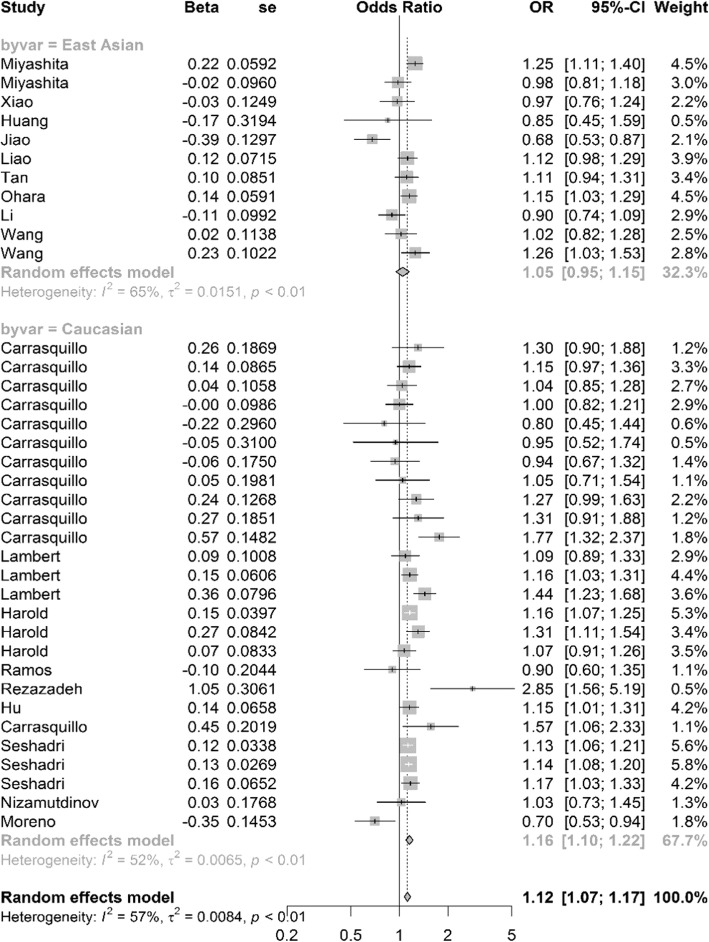 Study Beta se Odds Ratio OR 95%-CI Weight
byvar = East Asian
Miyashita 0.22 0.0592 1.25 [1.11; 1.40] 4.5%
Miyashita -0.02 0.0960 0.98 [0.81; 1.18] 3.0%
Xiao -0.03 0.1249 0.97 [0.76; 1.24] 2.2%
Huang -0.17 0.3194 0.85 [0.45; 1.59] 0.5%
Jiao -0.39 0.1297 0.68 [0.53; 0.87] 2.1%
Liao 0.12 0.0715 1.12 [0.98; 1.29] 3.9%
Tan 0.10 0.0851 1.11 [0.94; 1.31] 3.4%
Ohara 0.14 0.0591 1.15 [1.03; 1.29] 4.5%
Li -0.11 0.0992 0.90 [0.74; 1.09] 2.9%
Wang 0.02 0.1138 1.02 [0.82; 1.28] 2.5%
Wang 0.23 0.1022 1.26 [1.03; 1.53] 2.8%
Random effects model 1.05 [0.95; 1.15] 32.3%
Heterogeneity: I² = 65%, τ² = 0.0151, p < 0.01
byvar = Caucasian
Carrasquillo 0.26 0.1869 1.30 [0.90; 1.88] 1.2%
Carrasquillo 0.14 0.0865 1.15 [0.97; 1.36] 3.3%
Carrasquillo 0.04 0.1058 1.04 [0.85; 1.28] 2.7%
Carrasquillo -0.00 0.0986 1.00 [0.82; 1.21] 2.9%
Carrasquillo -0.22 0.2960 0.80 [0.45; 1.44] 0.6%
Carrasquillo -0.05 0.3100 0.95 [0.52; 1.74] 0.5%
Carrasquillo -0.06 0.1750 0.94 [0.67; 1.32] 1.4%
Carrasquillo 0.05 0.1981 1.05 [0.71; 1.54] 1.1%
Carrasquillo 0.24 0.1268 1.27 [0.99; 1.63] 2.2%
Carrasquillo 0.27 0.1851 1.31 [0.91; 1.88] 1.2%
Carrasquillo 0.57 0.1482 1.77 [1.32; 2.37] 1.8%
Lambert 0.09 0.1008 1.09 [0.89; 1.33] 2.9%
Lambert 0.15 0.0606 1.16 [1.03; 1.31] 4.4%
Lambert 0.36 0.0796 1.44 [1.23; 1.68] 3.6%
Harold 0.15 0.0397 1.16 [1.07; 1.25] 5.3%
Harold 0.27 0.0842 1.31 [1.11; 1.54] 3.4%
Harold 0.07 0.0833 1.07 [0.91; 1.26] 3.5%
Ramos -0.10 0.2044 0.90 [0.60; 1.35] 1.1%
Rezazadeh 1.05 0.3061 2.85 [1.56; 5.19] 0.5%
Hu 0.14 0.0658 1.15 [1.01; 1.31] 4.2%
Carrasquillo 0.45 0.2019 1.57 [1.06; 2.33] 1.1%
Seshadri 0.12 0.0338 1.13 [1.06; 1.21] 5.6%
Seshadri 0.13 0.0269 1.14 [1.08; 1.20] 5.8%
Seshadri 0.16 0.0652 1.17 [1.03; 1.33] 4.2%
Nizamutdinov 0.03 0.1768 1.03 [0.73; 1.45] 1.3%
Moreno -0.35 0.1453 0.70 [0.53; 0.94] 1.8%
Random effects model 1.16 [1.10; 1.22] 67.7%
Heterogeneity: I² = 52%, τ² = 0.0065, p < 0.01
Random effects model 1.12 [1.07; 1.17] 100.0%
Heterogeneity: I² = 57%, τ² = 0.0084, p < 0.01
0.2 0.5 1 2 5